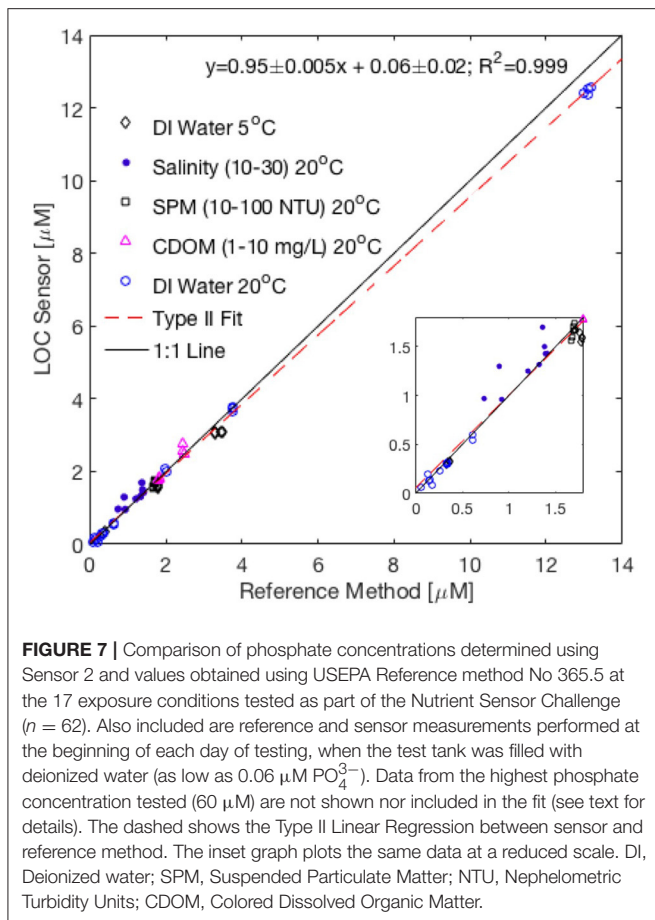 y=0.95±0.005x + 0.06±0.02; R²=0.999
14
12
10
8
6
4
2
0
LOC Sensor [μM]
DI Water 5°C
Salinity (10-30) 20°C
SPM (10-100 NTU) 20°C
CDOM (1-10 mg/L) 20°C
DI Water 20°C
Type II Fit
1:1 Line
1.5
1
0.5
0
0 0.5 1 1.5
0 2 4 6 8 10 12 14
Reference Method [μM]
FIGURE 7 | Comparison of phosphate concentrations determined using
Sensor 2 and values obtained using USEPA Reference method No 365.5 at
the 17 exposure conditions tested as part of the Nutrient Sensor Challenge
(n = 62). Also included are reference and sensor measurements performed at
the beginning of each day of testing, when the test tank was filled with
deionized water (as low as 0.06 μM PO₄³⁻). Data from the highest phosphate
concentration tested (60 μM) are not shown nor included in the fit (see text for
details). The dashed shows the Type II Linear Regression between sensor and
reference method. The inset graph plots the same data at a reduced scale. DI,
Deionized water; SPM, Suspended Particulate Matter; NTU, Nephelometric
Turbidity Units; CDOM, Colored Dissolved Organic Matter.